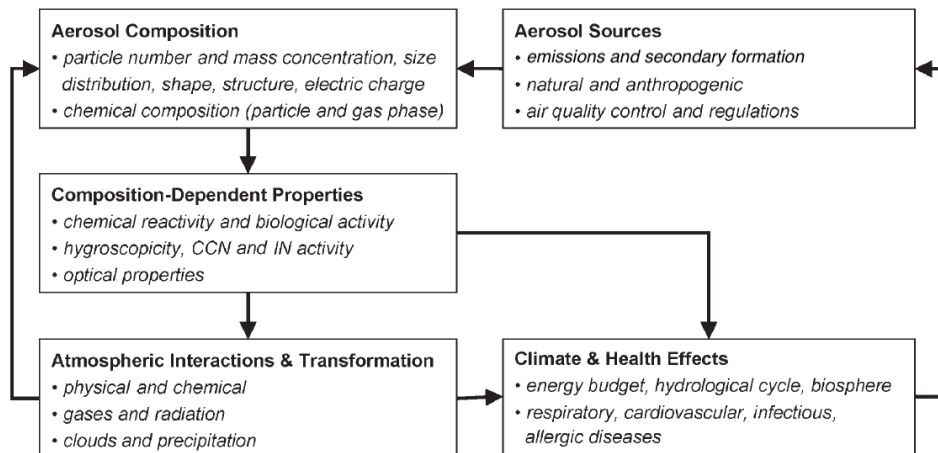 Aerosol Composition
• particle number and mass concentration, size
distribution, shape, structure, electric charge
• chemical composition (particle and gas phase)
Aerosol Sources
• emissions and secondary formation
• natural and anthropogenic
• air quality control and regulations
Composition-Dependent Properties
• chemical reactivity and biological activity
• hygroscopicity, CCN and IN activity
• optical properties
Atmospheric Interactions & Transformation
• physical and chemical
• gases and radiation
• clouds and precipitation
Climate & Health Effects
• energy budget, hydrological cycle, biosphere
• respiratory, cardiovascular, infectious,
allergic diseases